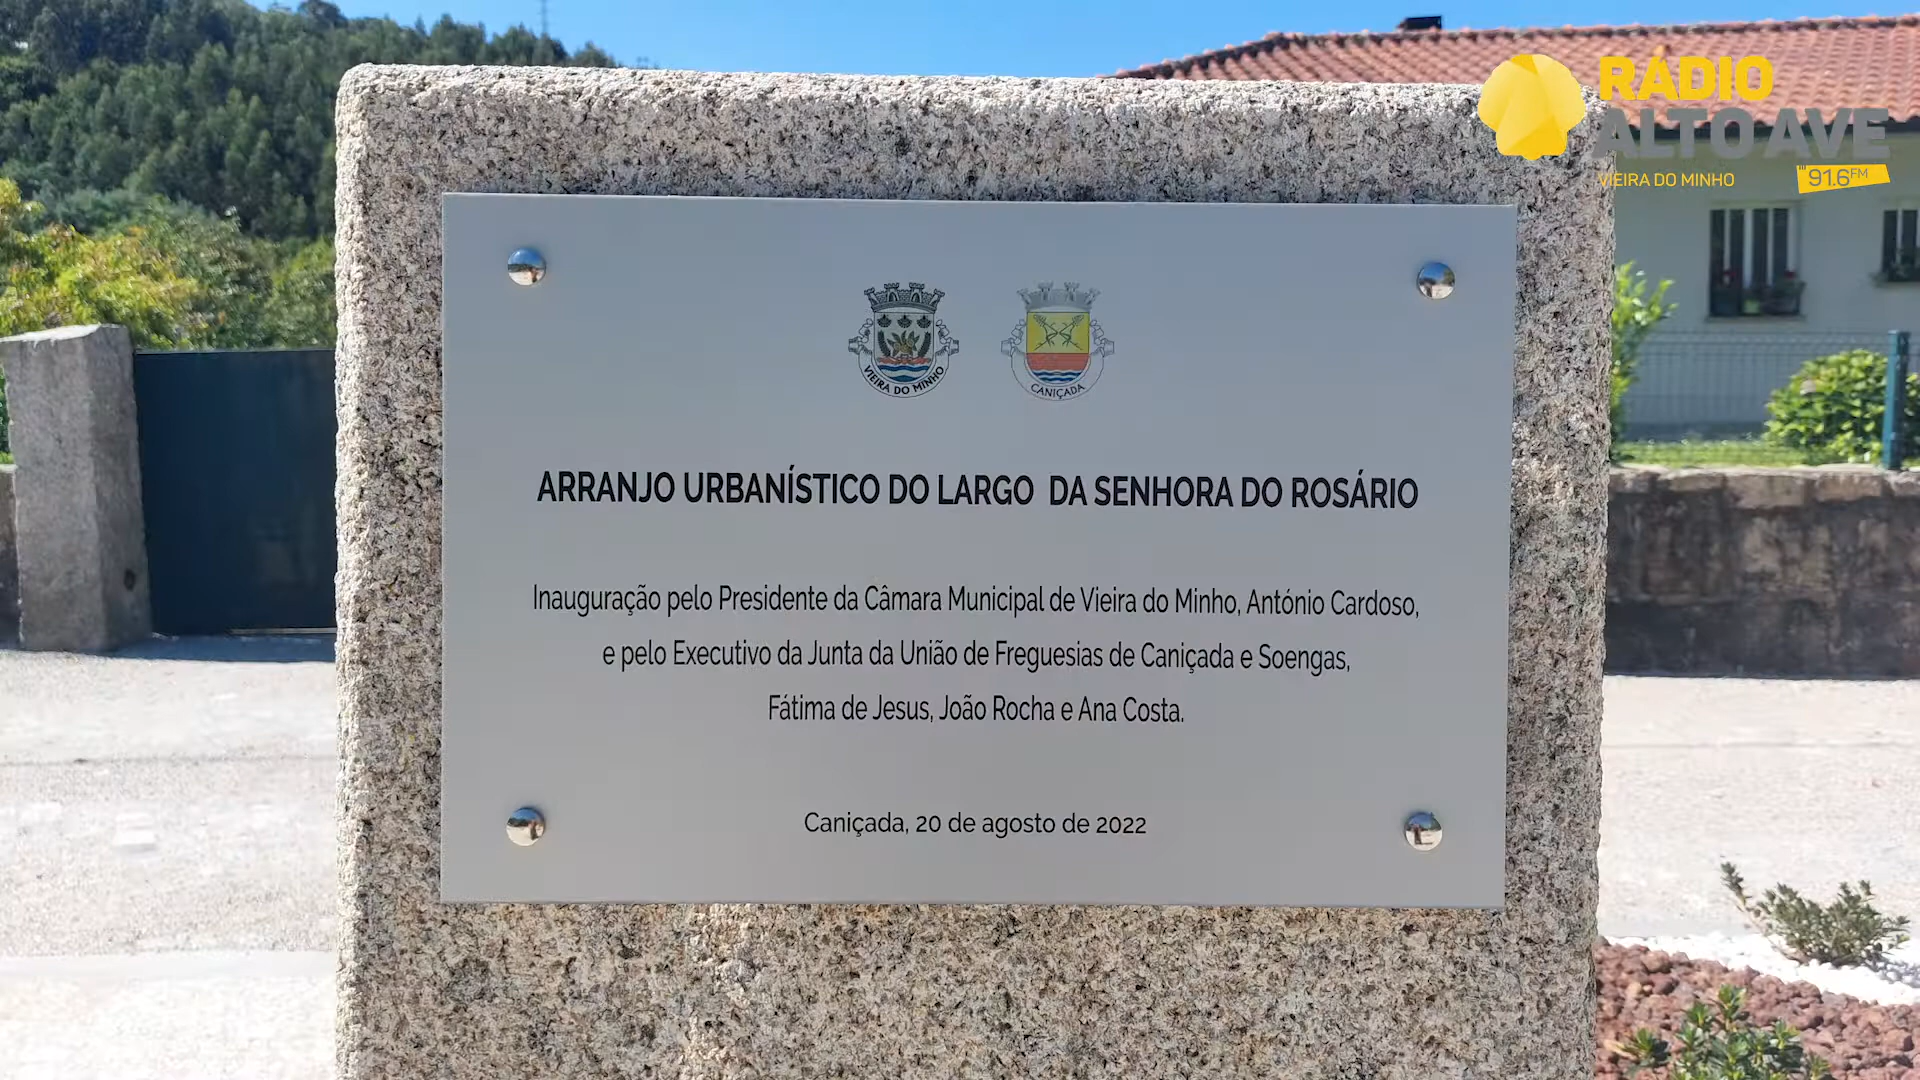 RÁDIO
ALTO AVE
VIEIRA DO MINHO
91.6 FM
VIEIRA DO MINHO
CANIÇADA
ARRANJO URBANÍSTICO DO LARGO DA SENHORA DO ROSÁRIO
Inauguração pelo Presidente da Câmara Municipal de Vieira do Minho, António Cardoso,
e pelo Executivo da Junta da União de Freguesias de Caniçada e Soengas,
Fátima de Jesus, João Rocha e Ana Costa.
Caniçada, 20 de agosto de 2022